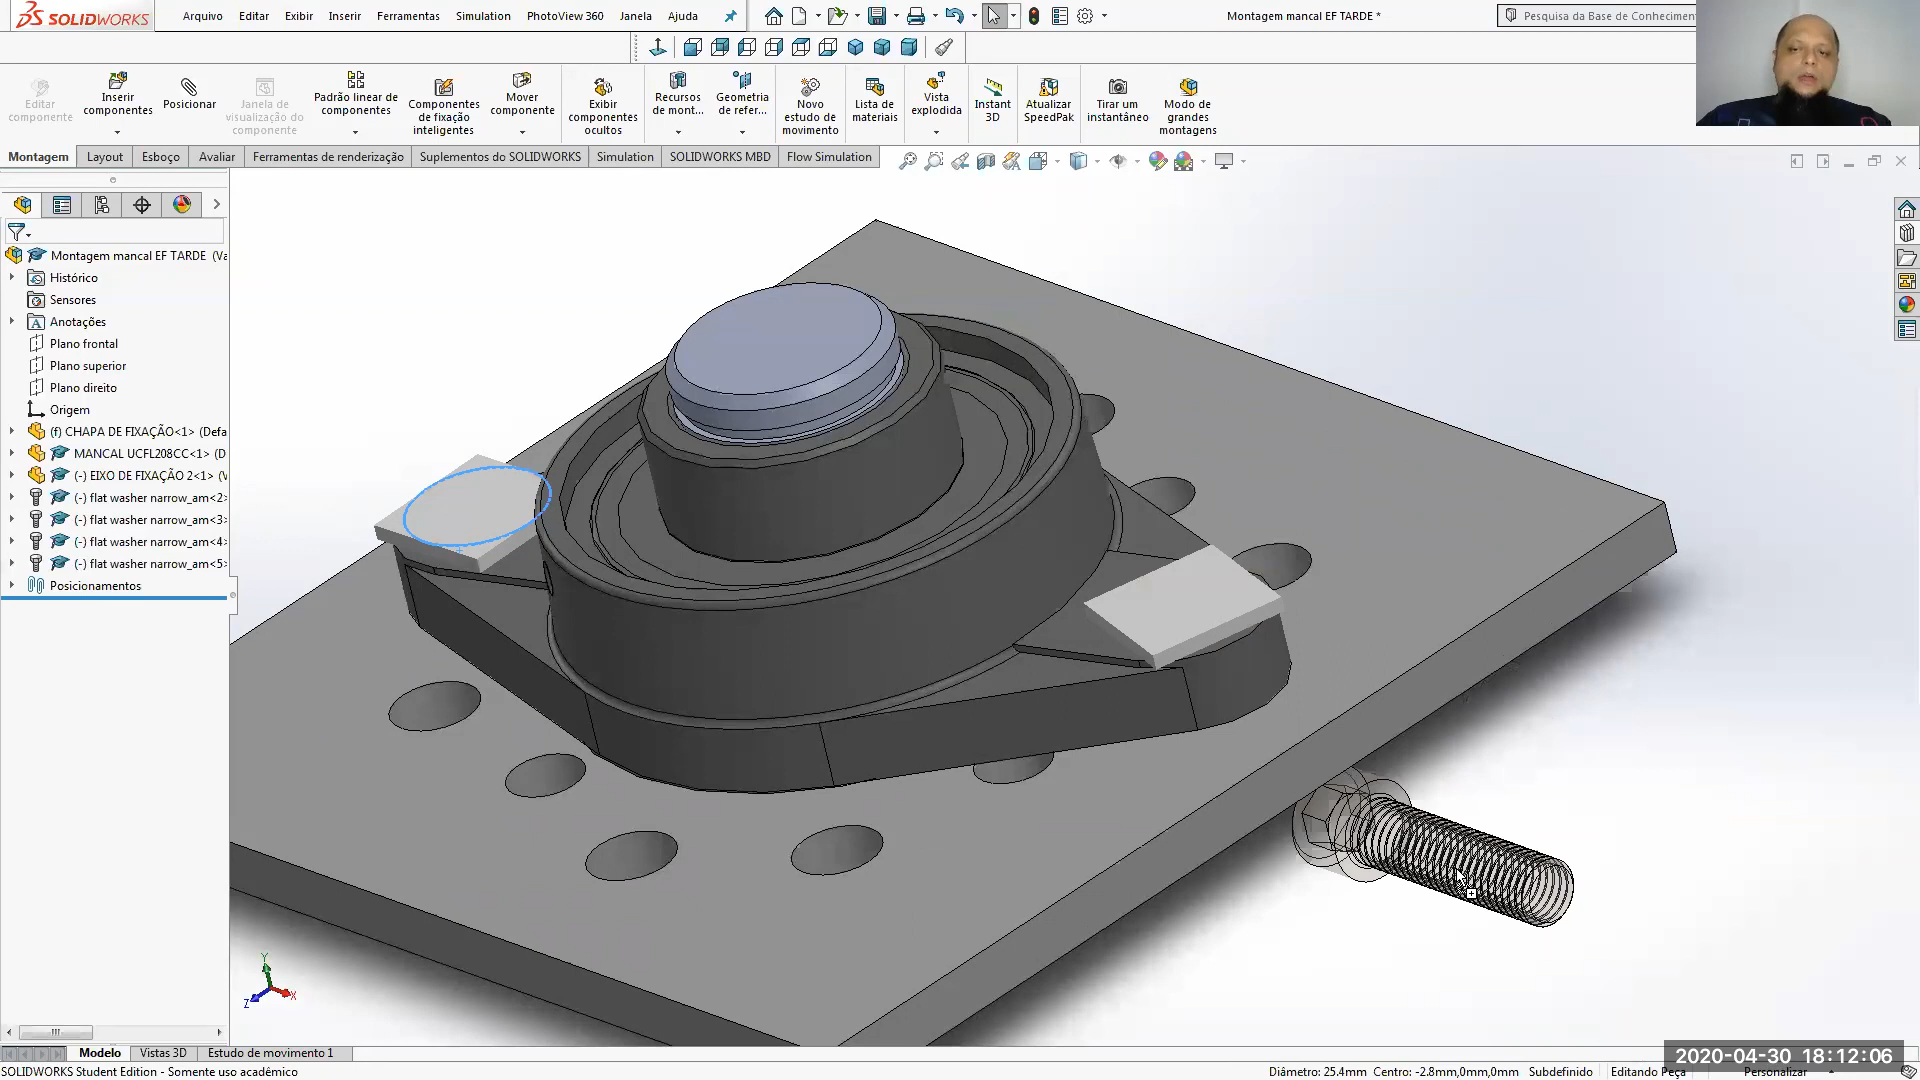 SOLIDWORKS
Arquivo Editar Exibir Inserir Ferramentas Simulation PhotoView 360 Janela Ajuda
Montagem mancal EF TARDE *
Pesquisa da Base de Conheciment
Editar componente
Inserir componentes
Posicionar
Janela de visualização do componente
Padrão linear de componentes
Componentes de fixação inteligentes
Mover componente
Exibir componentes ocultos
Recursos de mont...
Geometria de refer...
Novo estudo de movimento
Lista de materiais
Vista explodida
Instant 3D
Atualizar SpeedPak
Tirar um instantâneo
Modo de grandes montagens
Montagem Layout Esboço Avaliar Ferramentas de renderização Suplementos do SOLIDWORKS Simulation SOLIDWORKS MBD Flow Simulation
Montagem mancal EF TARDE (Va
Histórico
Sensores
Anotações
Plano frontal
Plano superior
Plano direito
Origem
(f) CHAPA DE FIXAÇÃO<1> (Defa
MANCAL UCFL208CC<1> (D
(-) EIXO DE FIXAÇÃO 2<1> (V
(-) flat washer narrow_am<2>
(-) flat washer narrow_am<3>
(-) flat washer narrow_am<4>
(-) flat washer narrow_am<5>
Posicionamentos
Y
Z
X
Modelo Vistas 3D Estudo de movimento 1
2020-04-30 18:12:06
SOLIDWORKS Student Edition - Somente uso acadêmico
Diâmetro: 25.4mm Centro: -2.8mm,0mm,0mm Subdefinido Editando Peça Personalizar